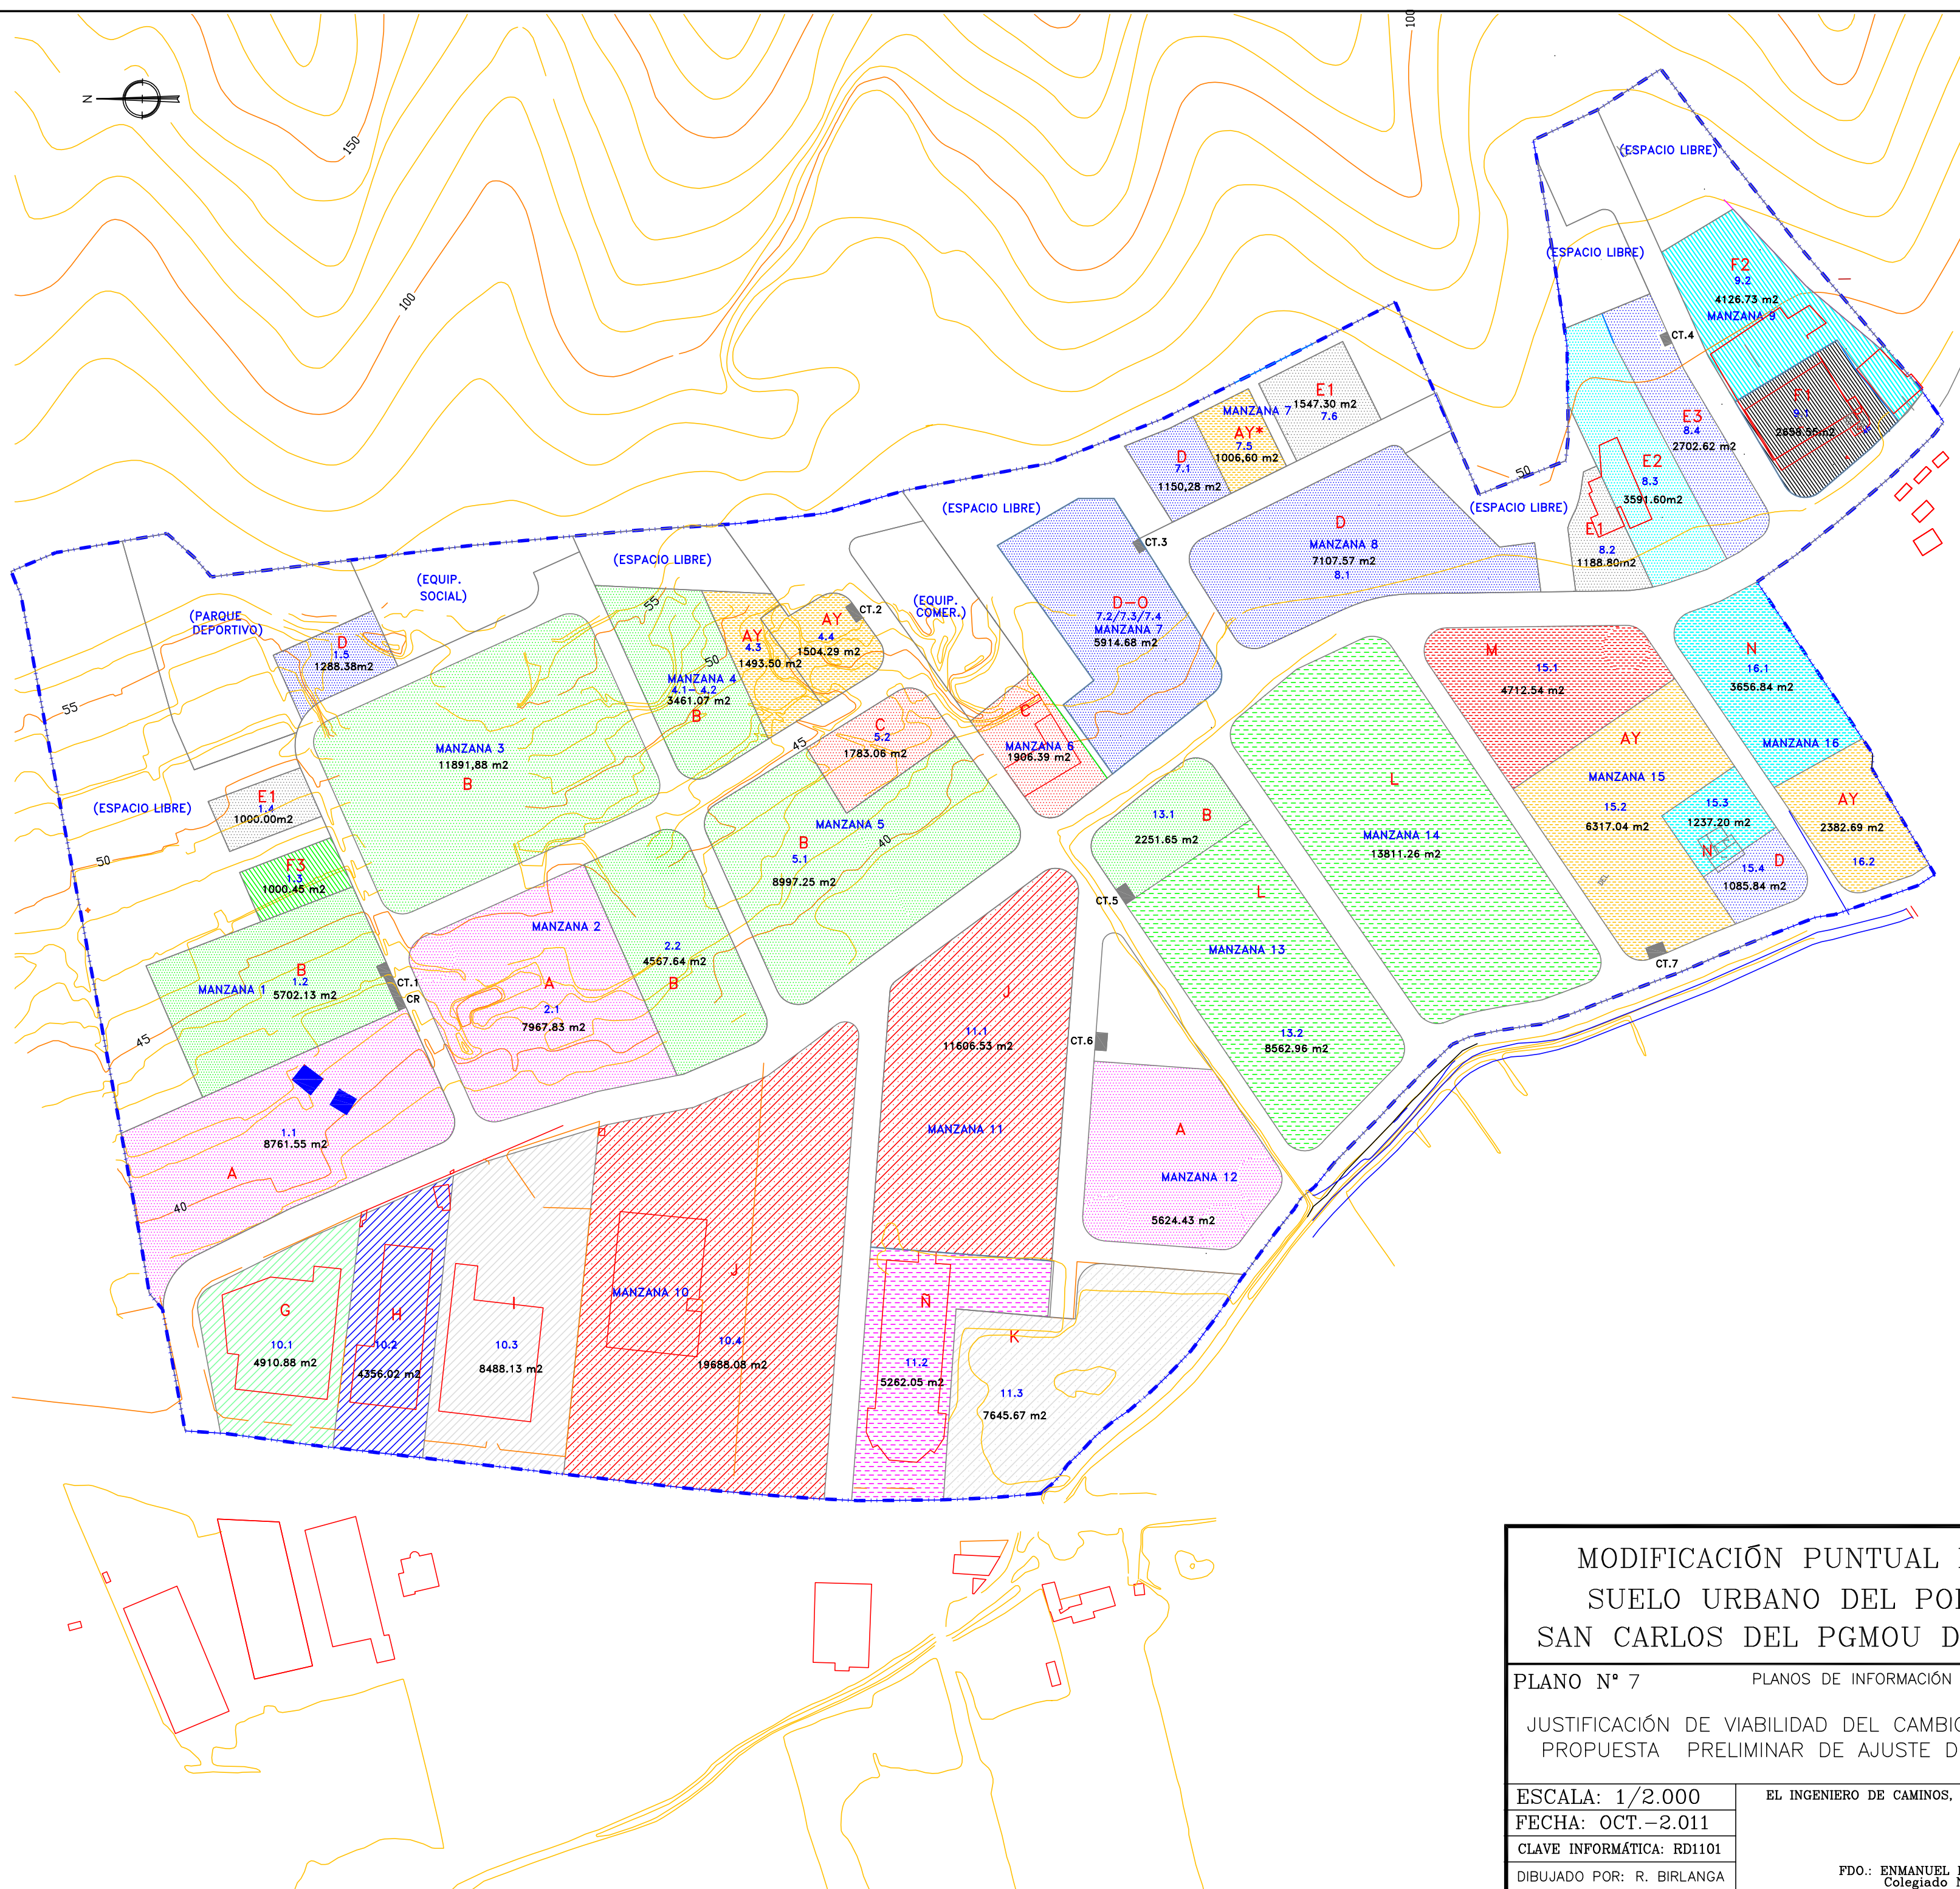 100
N
150
(ESPACIO LIBRE)
(ESPACIO LIBRE)
F2
9.2
4126.73 m2
MANZANA 9
100
CT.4
E1
1547.30 m2
7.6
MANZANA 7
AY*
7.5
1006,60 m2
F1
9.1
E3
8.4
2702.62 m2
D
7.1
1150,28 m2
50
E2
8.3
3591.60m2
(ESPACIO LIBRE)
(ESPACIO LIBRE)
D
MANZANA 8
7107.57 m2
8.1
E1
8.2
1188.80m2
CT.3
(ESPACIO LIBRE)
(EQUIP.
SOCIAL)
(PARQUE
DEPORTIVO)
55
D
1.5
1288.38m2
AY
4.3
1493.50 m2
AY
4.4
1504.29 m2
CT.2
(EQUIP.
COMER.)
D-O
7.2/7.3/7.4
MANZANA 7
5914.68 m2
50
MANZANA 4
4.1- 4.2
3461.07 m2
B
M
15.1
4712.54 m2
N
16.1
3656.84 m2
55
MANZANA 3
11891,88 m2
B
45
C
5.2
1783.06 m2
C
MANZANA 6
1906.39 m2
MANZANA 16
AY
MANZANA 15
15.2
6317.04 m2
15.3
1237.20 m2
N
AY
2382.69 m2
16.2
D
15.4
1085.84 m2
(ESPACIO LIBRE)
E1
1.4
1000.00m2
50
F3
1.3
1000.45 m2
MANZANA 5
B
5.1
8997.25 m2
40
13.1
B
2251.65 m2
L
MANZANA 14
13811.26 m2
CT.5
L
MANZANA 13
13.2
8562.96 m2
CT.7
MANZANA 2
2.2
4567.64 m2
B
A
2.1
7967.83 m2
B
MANZANA 1
1.2
5702.13 m2
CT.1
CR
45
J
11.1
11606.53 m2
CT.6
MANZANA 11
1.1
8761.55 m2
A
40
A
MANZANA 12
5624.43 m2
G
10.1
4910.88 m2
H
10.2
4356.02 m2
I
10.3
8488.13 m2
MANZANA 10
J
10.4
19688.08 m2
Ñ
11.2
5262.05 m2
K
11.3
7645.67 m2
MODIFICACIÓN PUNTUAL
SUELO URBANO DEL
SAN CARLOS DEL PGMOU
PLANO Nº 7
PLANOS DE INFORMACIÓN
JUSTIFICACIÓN DE VIABILIDAD DEL
PROPUESTA PRELIMINAR DE AJUSTE
ESCALA: 1/2.000
EL INGENIERO DE CAMINOS,
FECHA: OCT.-2.011
CLAVE INFORMÁTICA: RD1101
DIBUJADO POR: R. BIRLANGA
FDO.: ENMANUEL
Colegiado